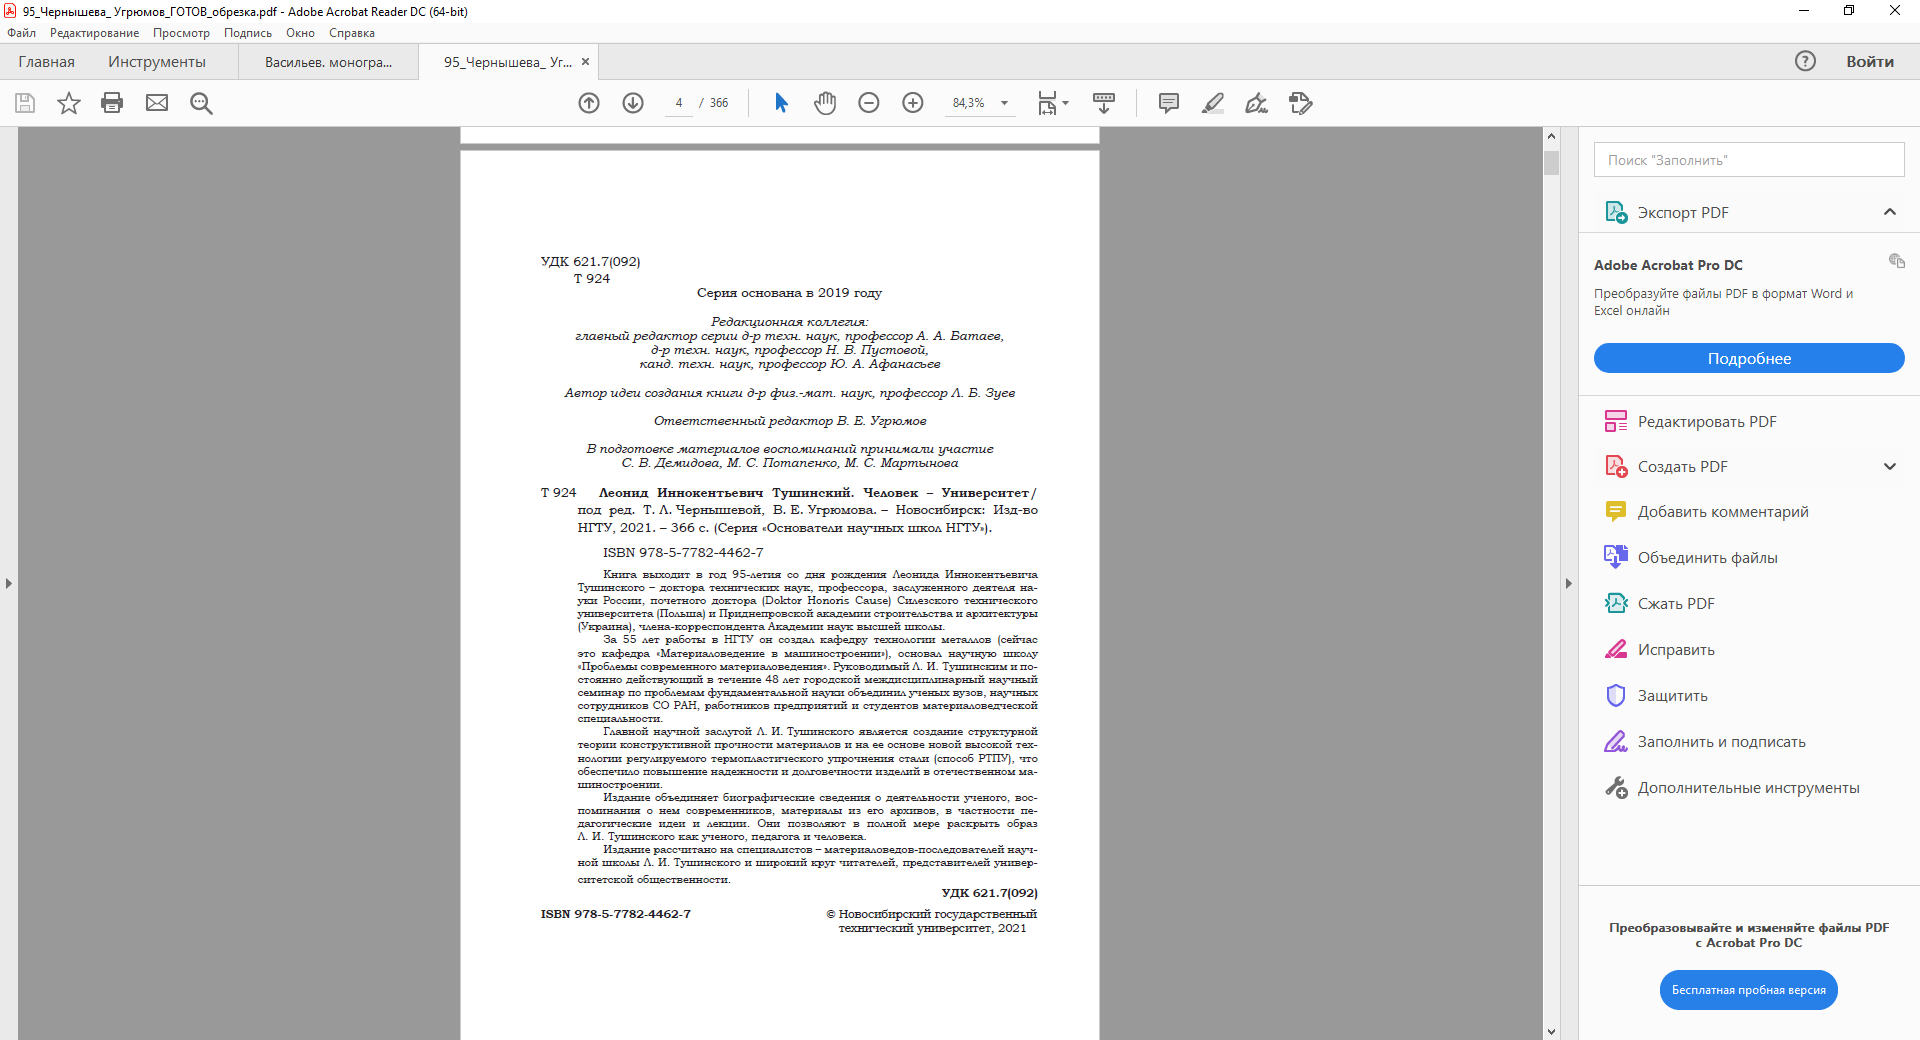 95_Чернышева_ Угрюмов_ГОТОВ_обрезка.pdf - Adobe Acrobat Reader DC (64-bit)
Файл Редактирование Просмотр Подпись Окно Справка
Главная Инструменты Васильев. моногра... 95_Чернышева_ Уг... × Войти
4 / 366 84,3%
Поиск "Заполнить"
Экспорт PDF
Adobe Acrobat Pro DC
Преобразуйте файлы PDF в формат Word и
Excel онлайн
Подробнее
Редактировать PDF
Создать PDF
Добавить комментарий
Объединить файлы
Сжать PDF
Исправить
Защитить
Заполнить и подписать
Дополнительные инструменты
Преобразовывайте и изменяйте файлы PDF
с Acrobat Pro DC
Бесплатная пробная версия
УДК 621.7(092)
Т 924
Серия основана в 2019 году
Редакционная коллегия:
главный редактор серии д-р техн. наук, профессор А. А. Батаев,
д-р техн. наук, профессор Н. В. Пустовой,
канд. техн. наук, профессор Ю. А. Афанасьев
Автор идеи создания книги д-р физ.-мат. наук, профессор Л. Б. Зуев
Ответственный редактор В. Е. Угрюмов
В подготовке материалов воспоминаний принимали участие
С. В. Демидова, М. С. Потапенко, М. С. Мартынова
Т 924 Леонид Иннокентьевич Тушинский. Человек – Университет/
под ред. Т. Л. Чернышевой, В. Е. Угрюмова. – Новосибирск: Изд-во
НГТУ, 2021. – 366 с. (Серия «Основатели научных школ НГТУ»).
ISBN 978-5-7782-4462-7
Книга выходит в год 95-летия со дня рождения Леонида Иннокентьевича
Тушинского – доктора технических наук, профессора, заслуженного деятеля на-
уки России, почетного доктора (Doktor Honoris Cause) Силезского технического
университета (Польша) и Приднепровской академии строительства и архитектуры
(Украина), члена-корреспондента Академии наук высшей школы.
За 55 лет работы в НГТУ он создал кафедру технологии металлов (сейчас
это кафедра «Материаловедение в машиностроении»), основал научную школу
«Проблемы современного материаловедения». Руководимый Л. И. Тушинским и по-
стоянно действующий в течение 48 лет городской междисциплинарный научный
семинар по проблемам фундаментальной науки объединил ученых вузов, научных
сотрудников СО РАН, работников предприятий и студентов материаловедческой
специальности.
Главной научной заслугой Л. И. Тушинского является создание структурной
теории конструктивной прочности материалов и на ее основе новой высокой тех-
нологии регулируемого термопластического упрочнения стали (способ РТПУ), что
обеспечило повышение надежности и долговечности изделий в отечественном ма-
шиностроении.
Издание объединяет биографические сведения о деятельности ученого, вос-
поминания о нем современников, материалы из его архивов, в частности пе-
дагогические идеи и лекции. Они позволяют в полной мере раскрыть образ
Л. И. Тушинского как ученого, педагога и человека.
Издание рассчитано на специалистов – материаловедов-последователей науч-
ной школы Л. И. Тушинского и широкий круг читателей, представителей универ-
ситетской общественности.
УДК 621.7(092)
ISBN 978-5-7782-4462-7 © Новосибирский государственный
технический университет, 2021